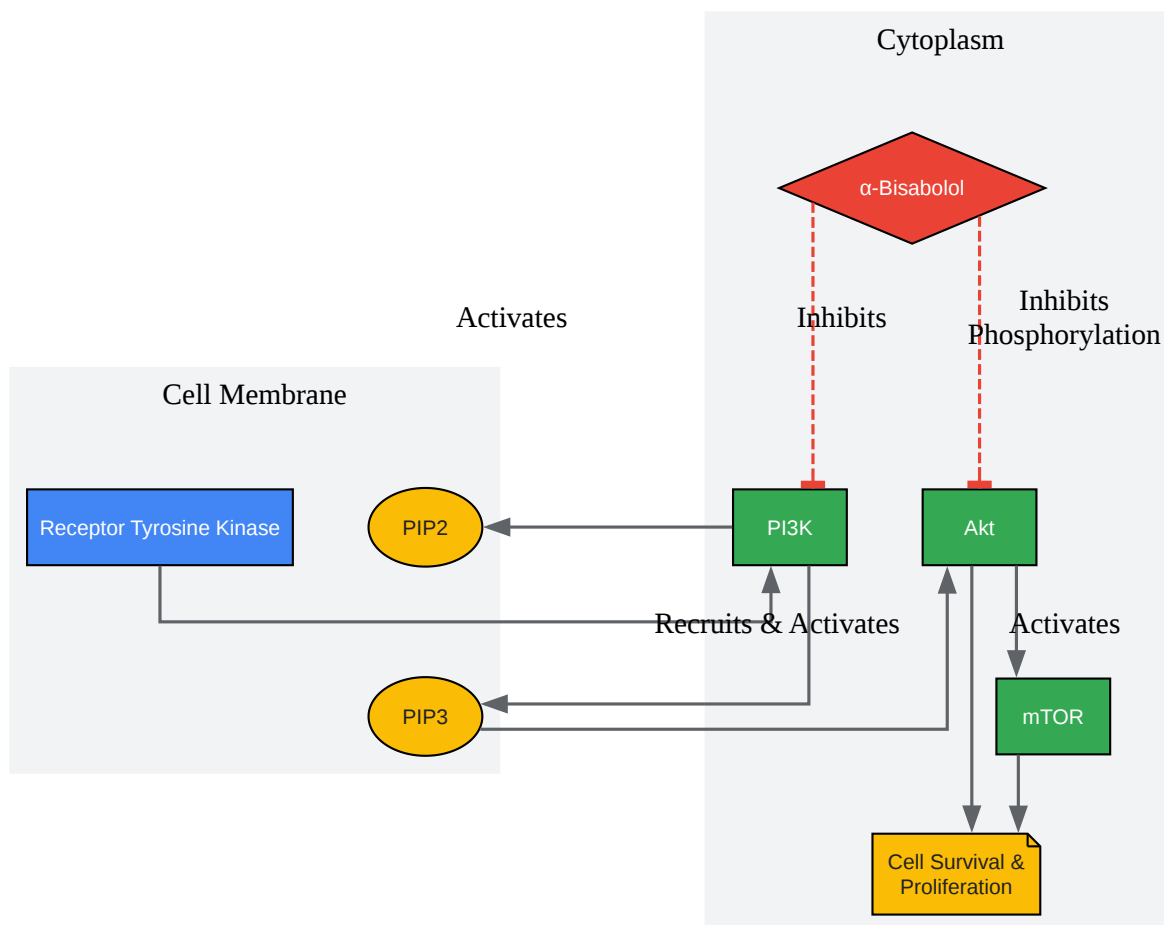 Cytoplasm
α-Bisabolol
Activates
Inhibits
Inhibits
Phosphorylation
Cell Membrane
Receptor Tyrosine Kinase
PIP2
PI3K
Akt
Recruits & Activates
Activates
PIP3
mTOR
Cell Survival &
Proliferation